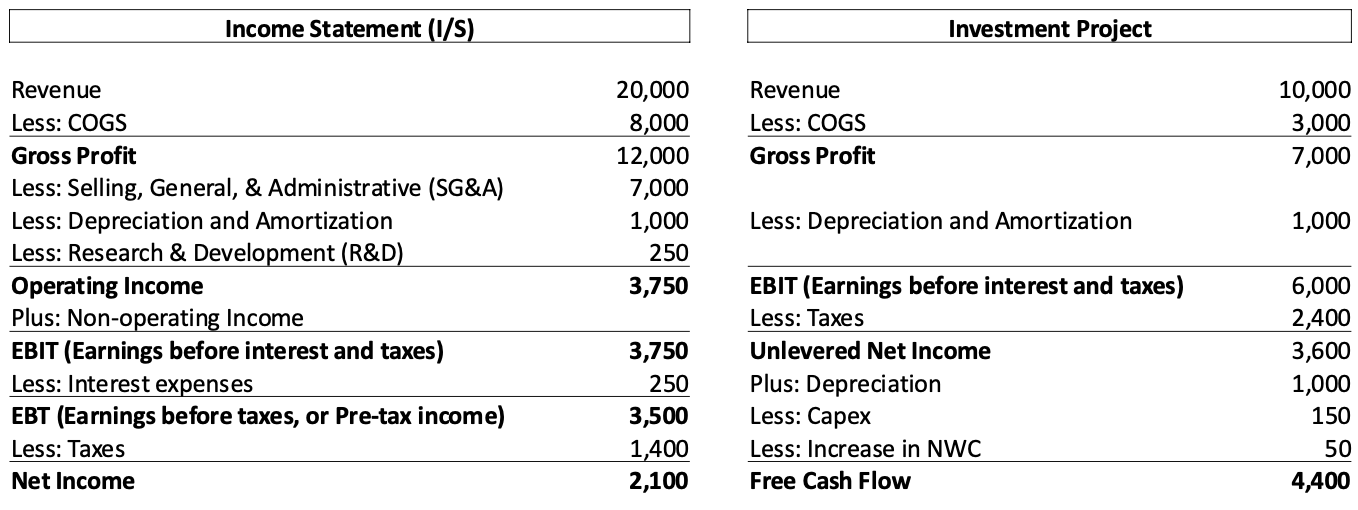 Income Statement (I/S)
Revenue 20,000
Less: COGS 8,000
Gross Profit 12,000
Less: Selling, General, & Administrative (SG&A) 7,000
Less: Depreciation and Amortization 1,000
Less: Research & Development (R&D) 250
Operating Income 3,750
Plus: Non-operating Income
EBIT (Earnings before interest and taxes) 3,750
Less: Interest expenses 250
EBT (Earnings before taxes, or Pre-tax income) 3,500
Less: Taxes 1,400
Net Income 2,100
Investment Project
Revenue 10,000
Less: COGS 3,000
Gross Profit 7,000
Less: Depreciation and Amortization 1,000
EBIT (Earnings before interest and taxes) 6,000
Less: Taxes 2,400
Unlevered Net Income 3,600
Plus: Depreciation 1,000
Less: Capex 150
Less: Increase in NWC 50
Free Cash Flow 4,400